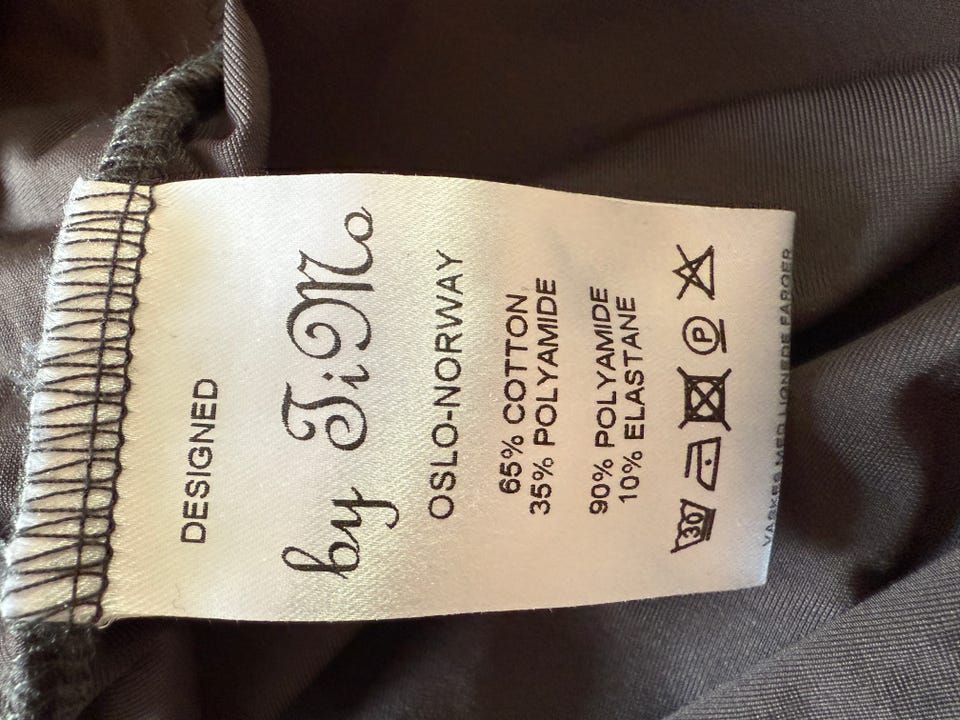 DESIGNED
by TiMo
OSLO-NORWAY
65% COTTON
35% POLYAMIDE
90% POLYAMIDE
10% ELASTANE
30 P
VASKES MED LIGNENDE FARGER